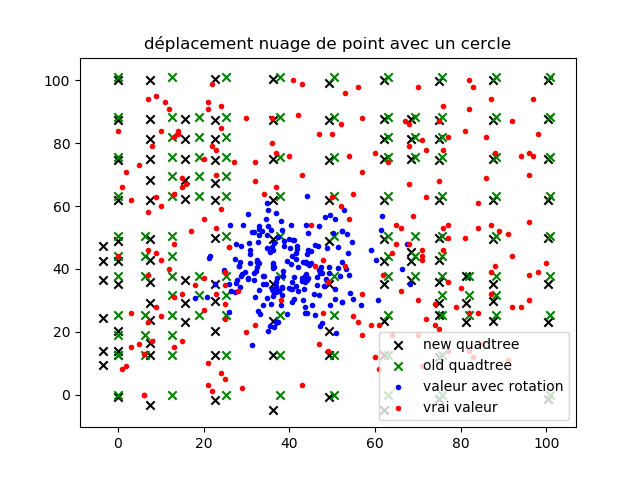 déplacement nuage de point avec un cercle
100
80
60
40
20
0
new quadtree
old quadtree
valeur avec rotation
vrai valeur
0 20 40 60 80 100